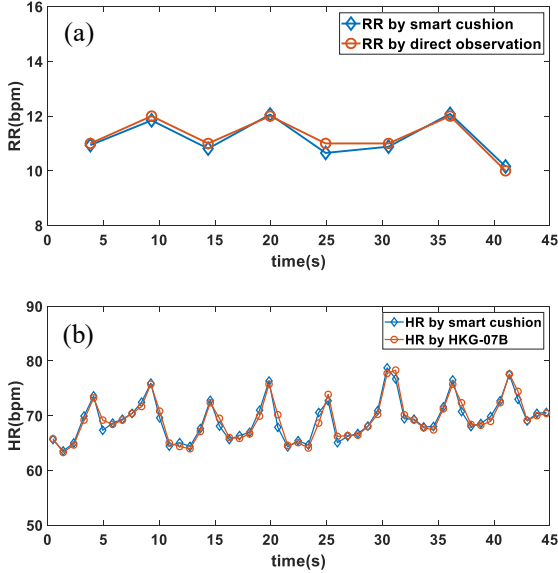 (a)
RR by smart cushion
RR by direct observation
16
14
12
10
8
RR(bpm)
0 5 10 15 20 25 30 35 40 45
time(s)
(b)
HR by smart cushion
HR by HKG-07B
90
80
70
60
50
HR(bpm)
0 5 10 15 20 25 30 35 40 45
time(s)